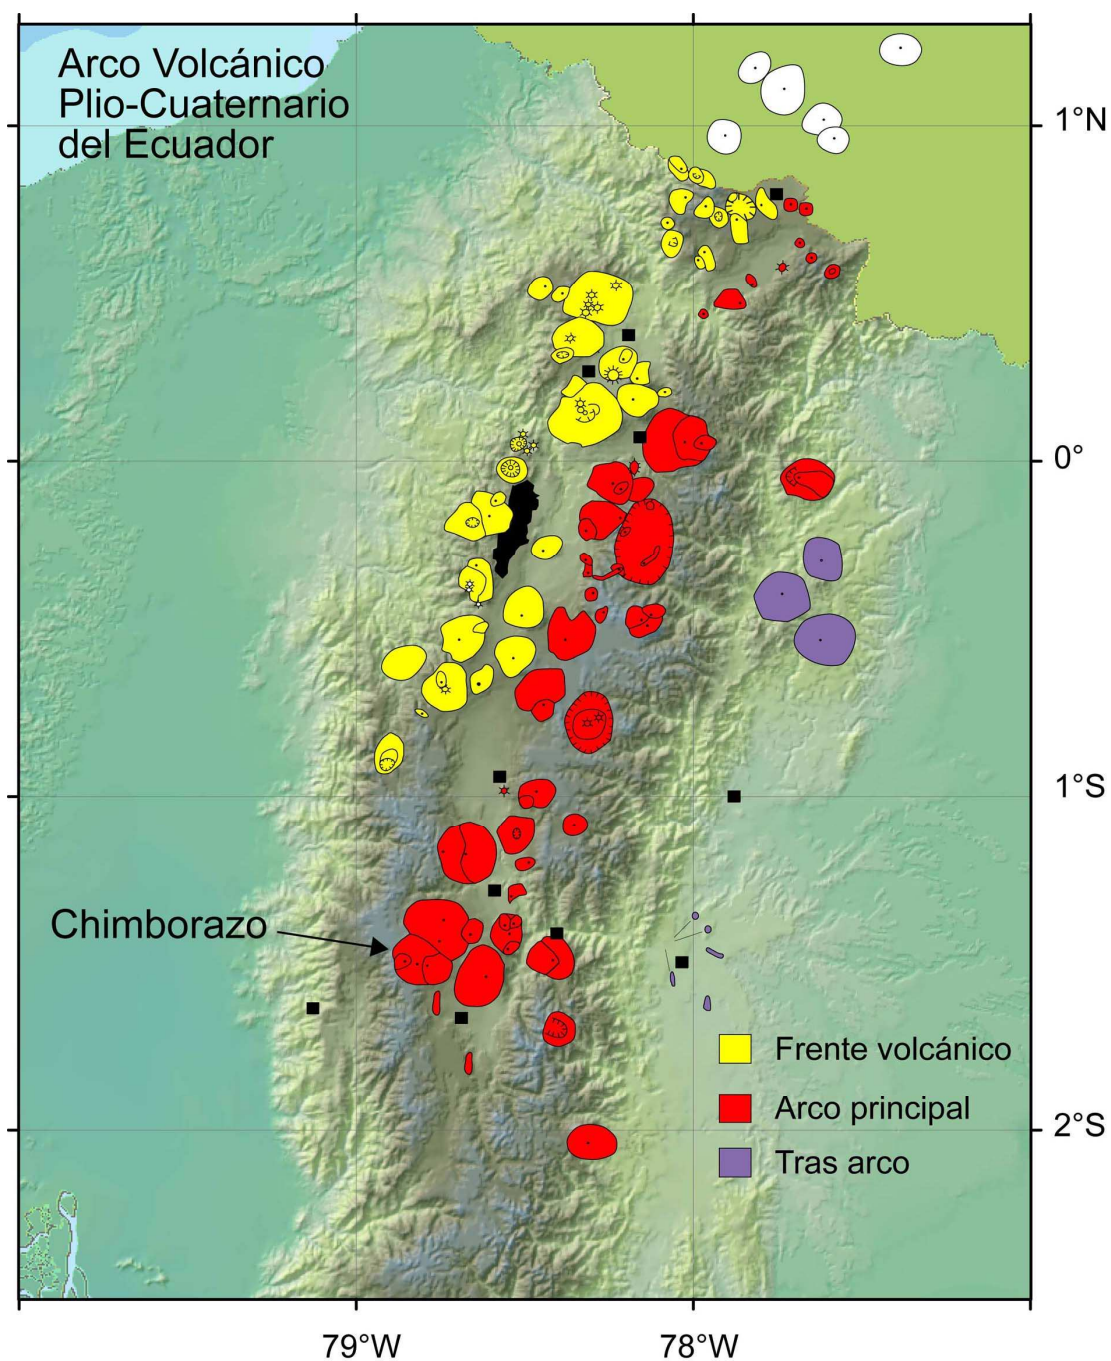 Arco Volcánico
Plio-Cuaternario
del Ecuador
1°N
0°
1°S
Chimborazo
Frente volcánico
Arco principal
2°S
Tras arco
79°W
78°W